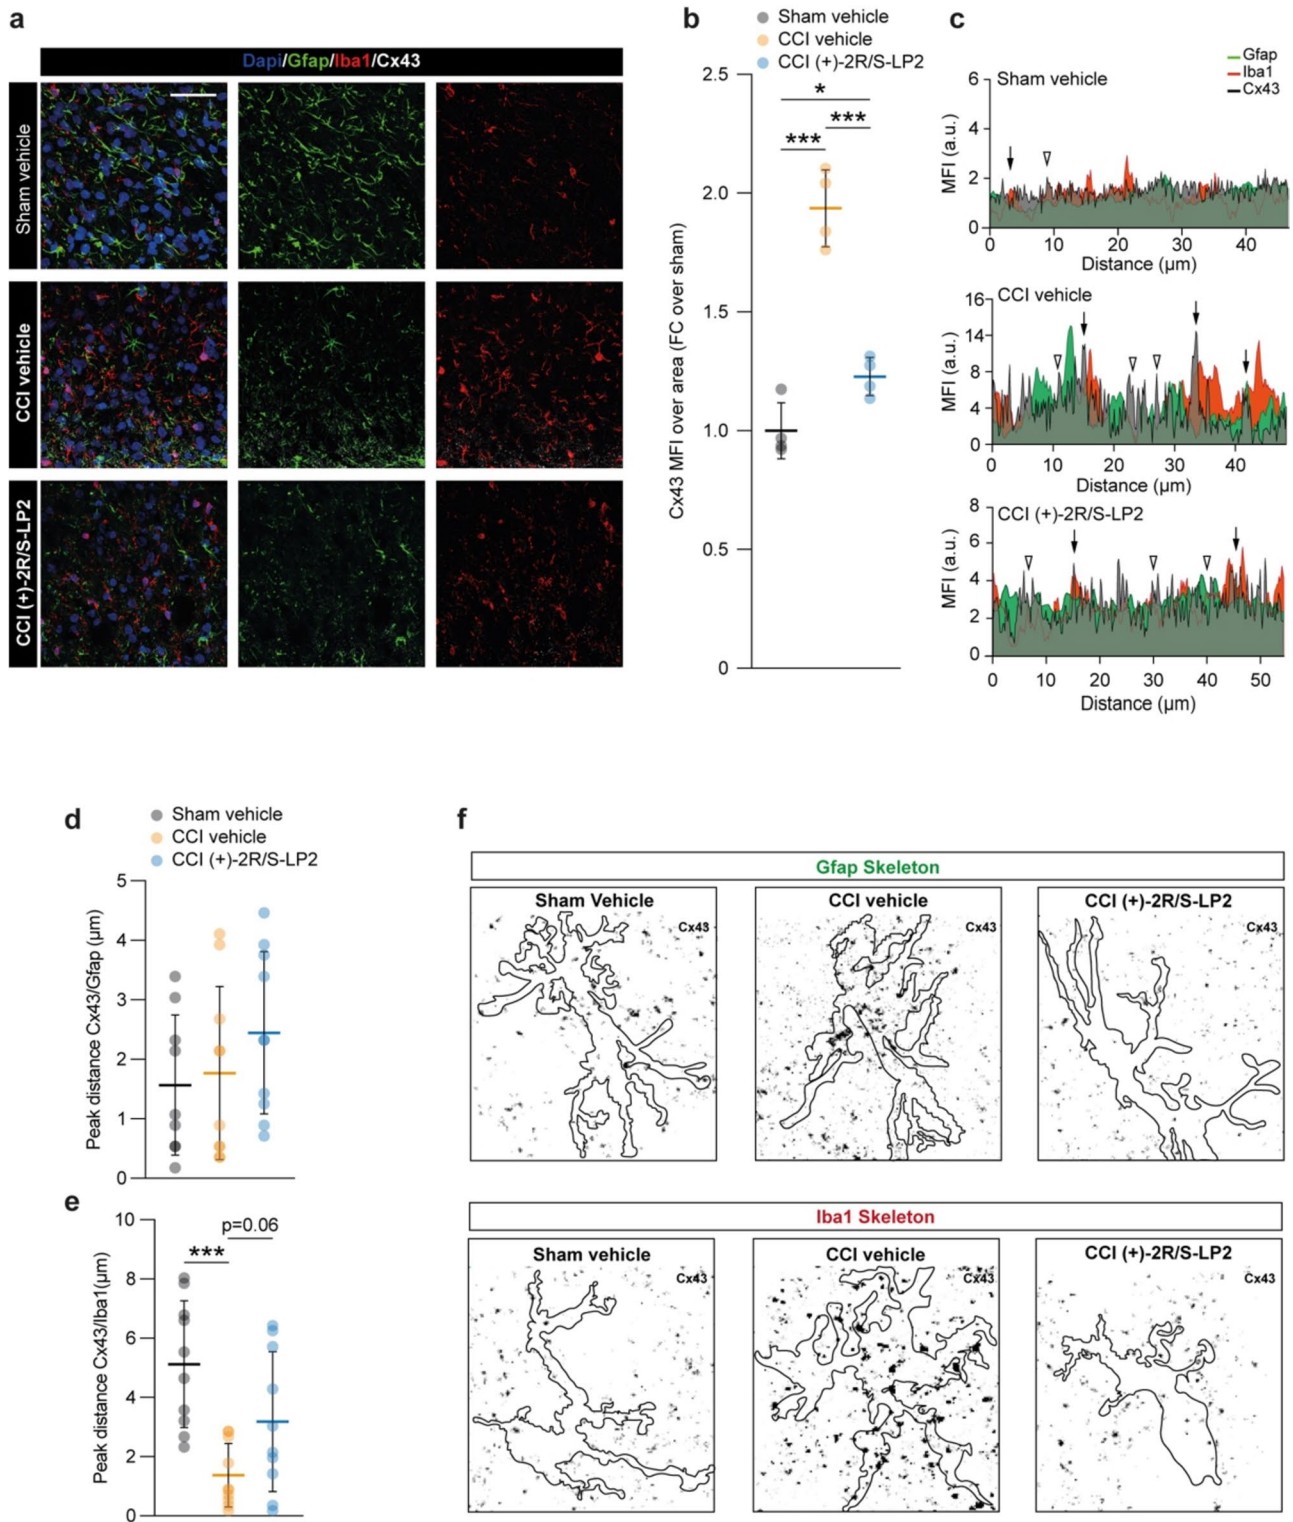 a
Dapi/Gfap/Iba1/Cx43
Sham vehicle
CCI vehicle
CCI (+)-2R/S-LP2
b
Sham vehicle
CCI vehicle
CCI (+)-2R/S-LP2
Cx43 MFI over area (FC over sham)
2.5
2.0
1.5
1.0
0.5
0
*
***
***
c
Gfap
Iba1
Cx43
Sham vehicle
MFI (a.u.)
6
4
2
0
0 10 20 30 40
Distance (µm)
CCI vehicle
MFI (a.u.)
16
14
8
4
0
0 10 20 30 40
Distance (µm)
CCI (+)-2R/S-LP2
MFI (a.u.)
8
6
4
2
0
0 10 20 30 40 50
Distance (µm)
d
Sham vehicle
CCI vehicle
CCI (+)-2R/S-LP2
Peak distance Cx43/Gfap (µm)
5
4
3
2
1
0
e
Peak distance Cx43/Iba1(µm)
10
8
6
4
2
0
***
p=0.06
f
Gfap Skeleton
Sham Vehicle
Cx43
CCI vehicle
Cx43
CCI (+)-2R/S-LP2
Cx43
Iba1 Skeleton
Sham vehicle
Cx43
CCI vehicle
Cx43
CCI (+)-2R/S-LP2
Cx43